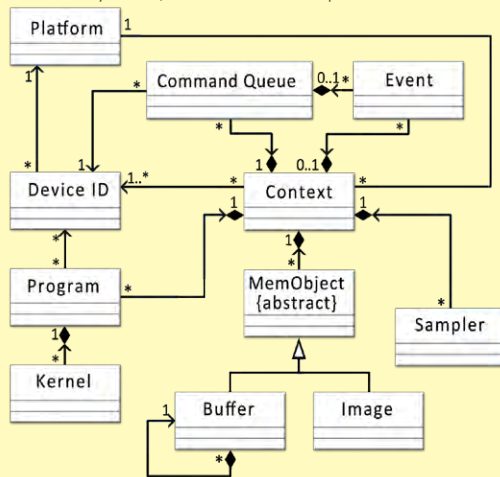 Platform
1
1
Command Queue
0..1
*
Event
*
*
*
1
*
1
0..1
*
Device ID
1..*
*
Context
*
1
1
*
1
*
*
Program
*
MemObject
{abstract}
*
Sampler
1
*
Kernel
1
Buffer
Image
*